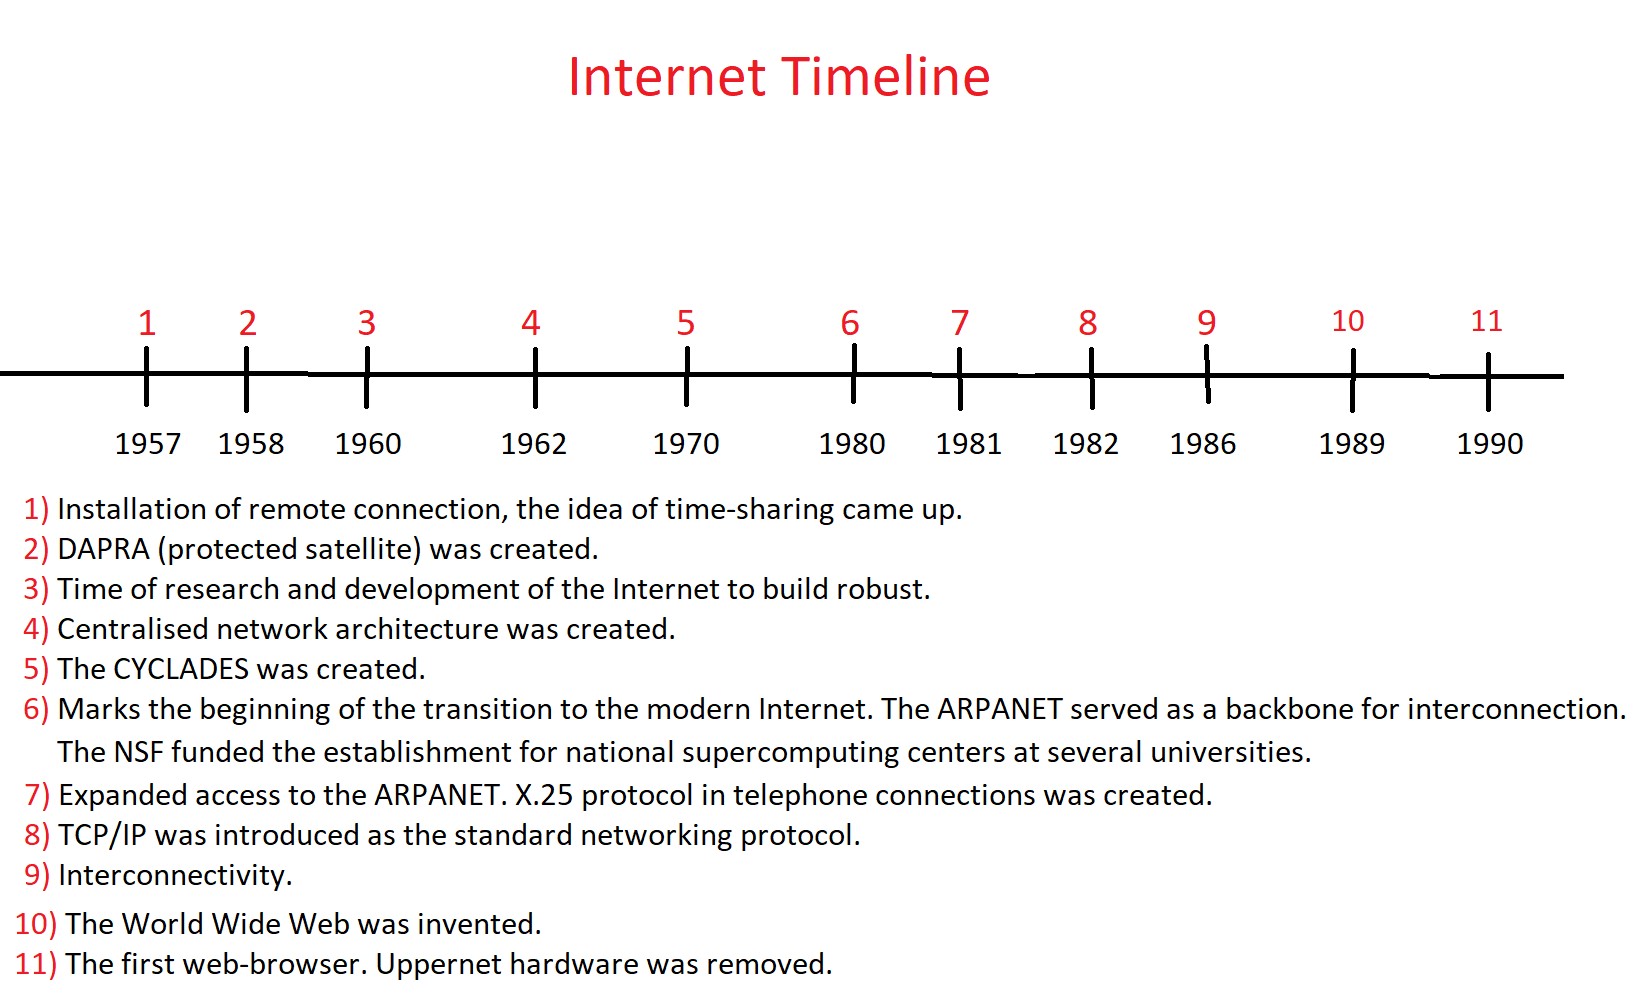 Internet Timeline
1 2 3 4 5 6 7 8 9 10 11
1957 1958 1960 1962 1970 1980 1981 1982 1986 1989 1990
1) Installation of remote connection, the idea of time-sharing came up.
2) DAPRA (protected satellite) was created.
3) Time of research and development of the Internet to build robust.
4) Centralised network architecture was created.
5) The CYCLADES was created.
6) Marks the beginning of the transition to the modern Internet. The ARPANET served as a backbone for interconnection.
The NSF funded the establishment for national supercomputing centers at several universities.
7) Expanded access to the ARPANET. X.25 protocol in telephone connections was created.
8) TCP/IP was introduced as the standard networking protocol.
9) Interconnectivity.
10) The World Wide Web was invented.
11) The first web-browser. Uppernet hardware was removed.